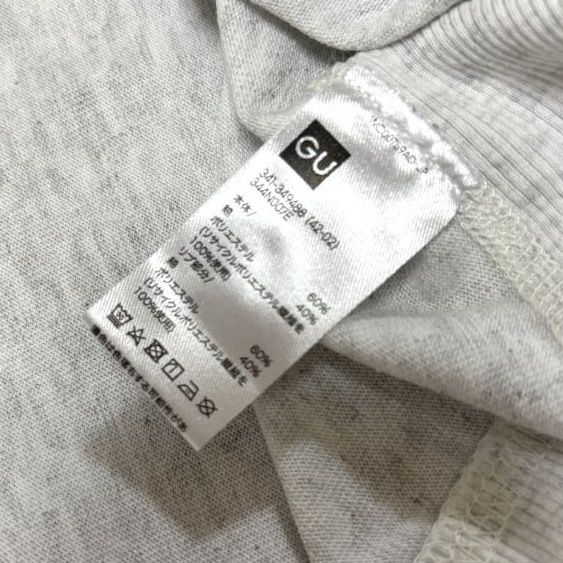 GU
341-349488 (42-02)
344N007E
本体/
綿 60%
ポリエステル 40%
(リサイクルポリエステル繊維を
100%使用)
リブ部分/
綿 60%
ポリエステル 40%
(リサイクルポリエステル繊維を
100%使用)